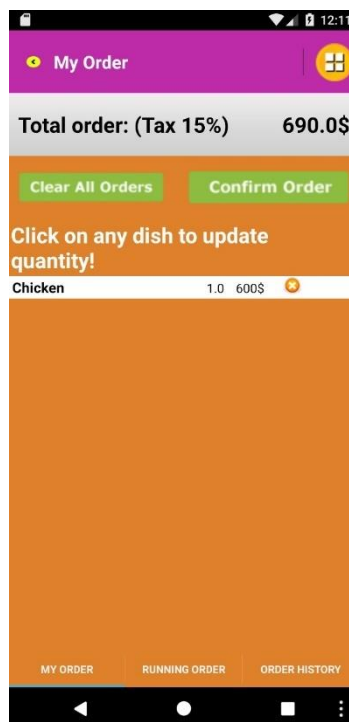 12:11
My Order
Total order: (Tax 15%) 690.0$
Clear All Orders Confirm Order
Click on any dish to update
quantity!
Chicken 1.0 600$
MY ORDER RUNNING ORDER ORDER HISTORY